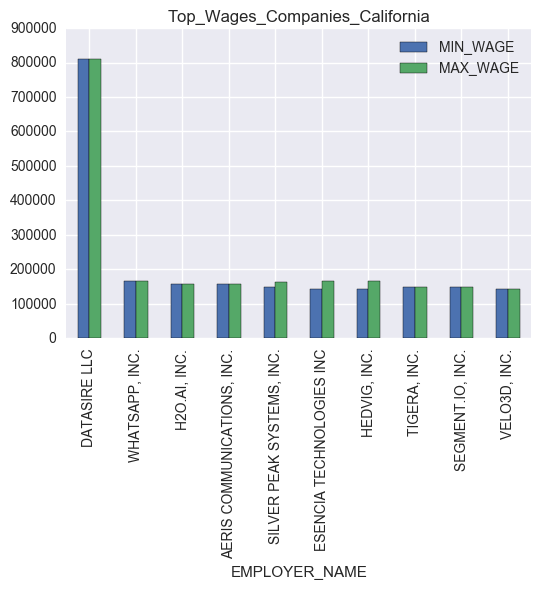 Top_Wages_Companies_California
900000
800000
700000
600000
500000
400000
300000
200000
100000
0
MIN_WAGE
MAX_WAGE
DATASIRE LLC
WHATSAPP, INC.
H2O.AI, INC.
AERIS COMMUNICATIONS, INC.
SILVER PEAK SYSTEMS, INC.
ESENCIA TECHNOLOGIES INC
HEDVIG, INC.
TIGERA, INC.
SEGMENT.IO, INC.
VELO3D, INC.
EMPLOYER_NAME